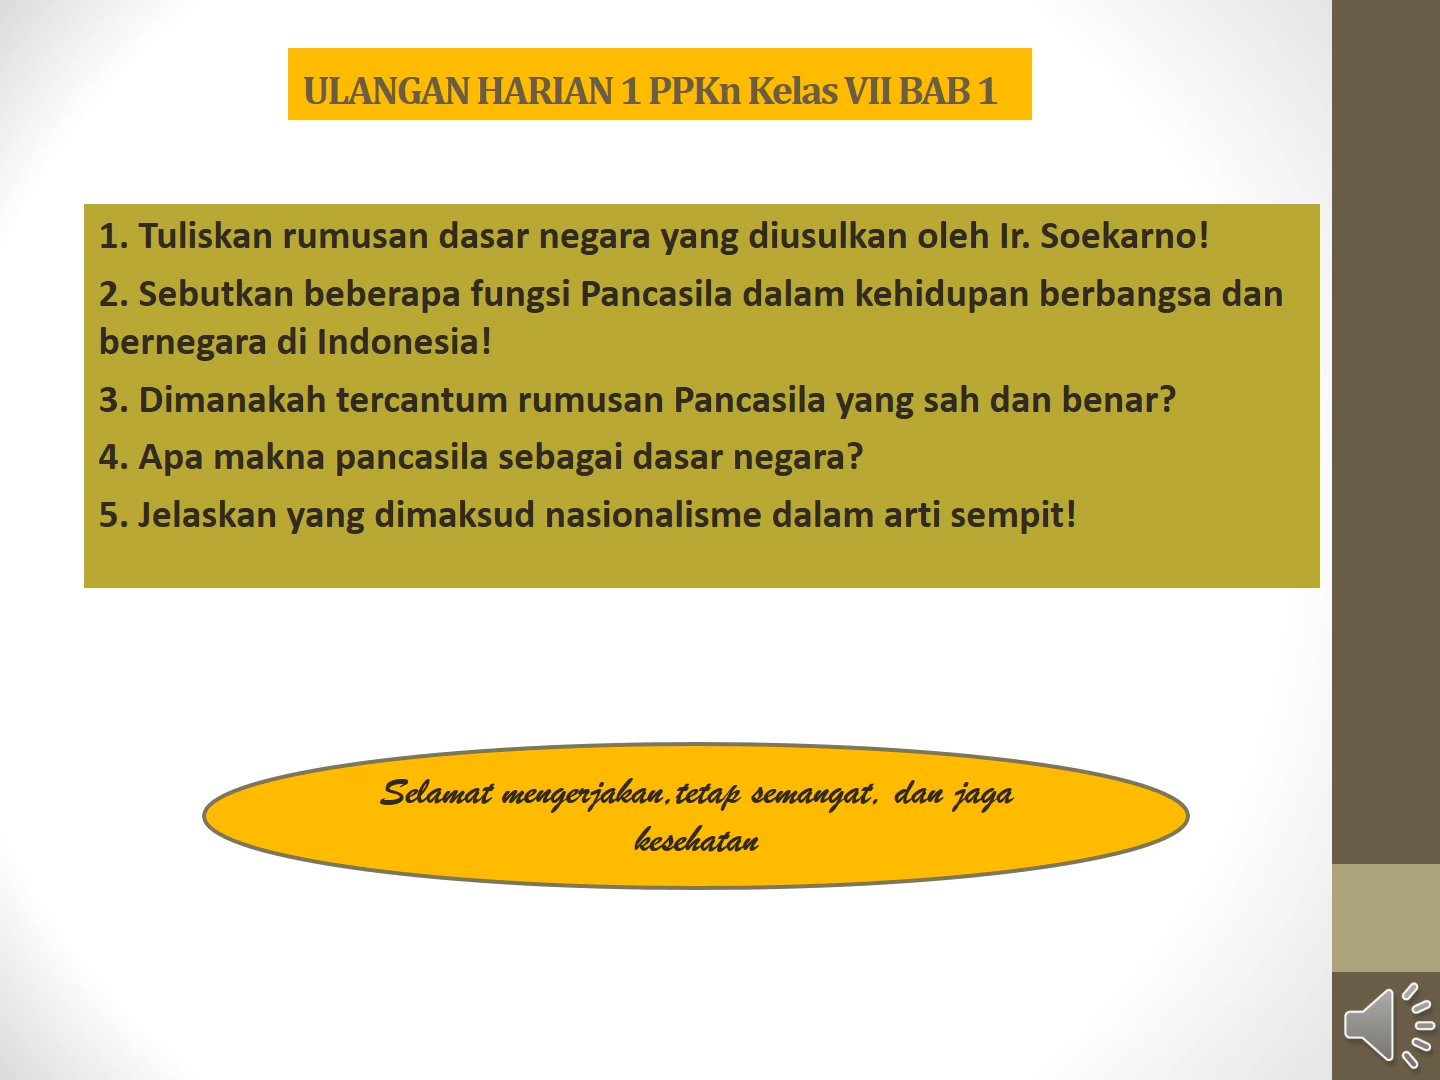 ULANGAN HARIAN 1 PPKn Kelas VII BAB 1
1. Tuliskan rumusan dasar negara yang diusulkan oleh Ir. Soekarno!
2. Sebutkan beberapa fungsi Pancasila dalam kehidupan berbangsa dan
bernegara di Indonesia!
3. Dimanakah tercantum rumusan Pancasila yang sah dan benar?
4. Apa makna pancasila sebagai dasar negara?
5. Jelaskan yang dimaksud nasionalisme dalam arti sempit!
Selamat mengerjakan,tetap semangat, dan jaga
kesehatan